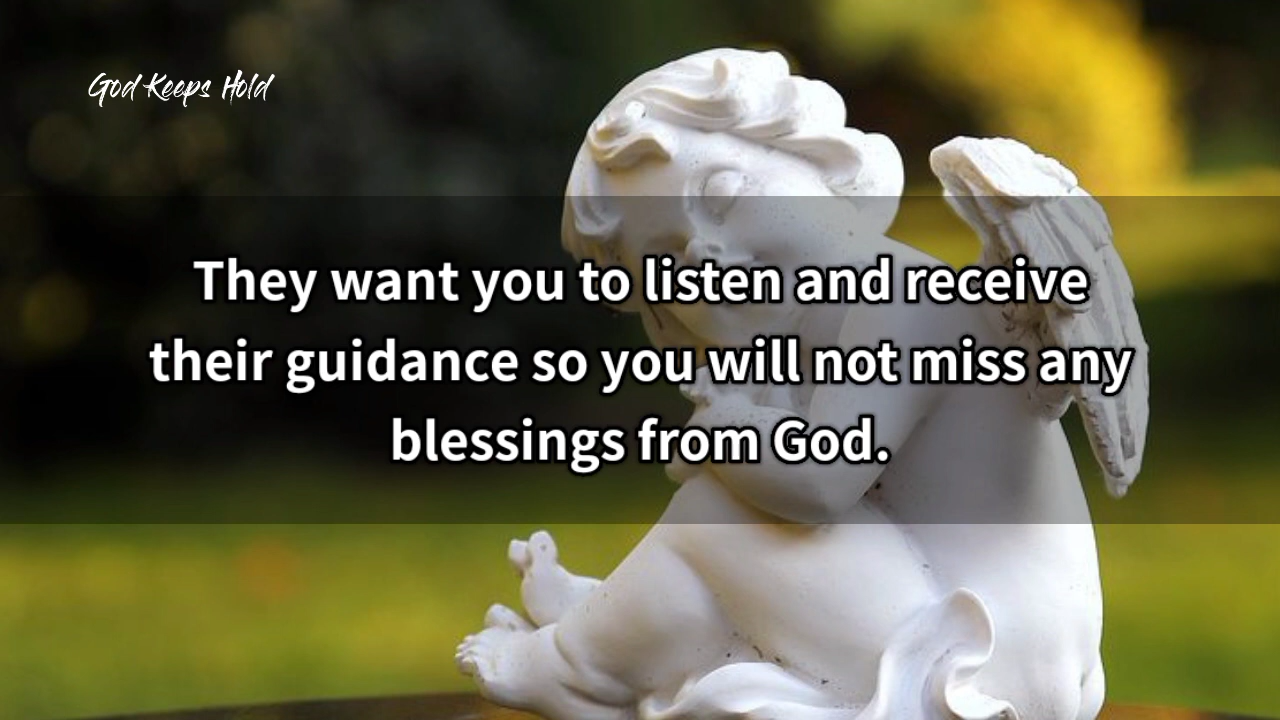 God Keeps Hold
They want you to listen and receive
their guidance so you will not miss any
blessings from God.